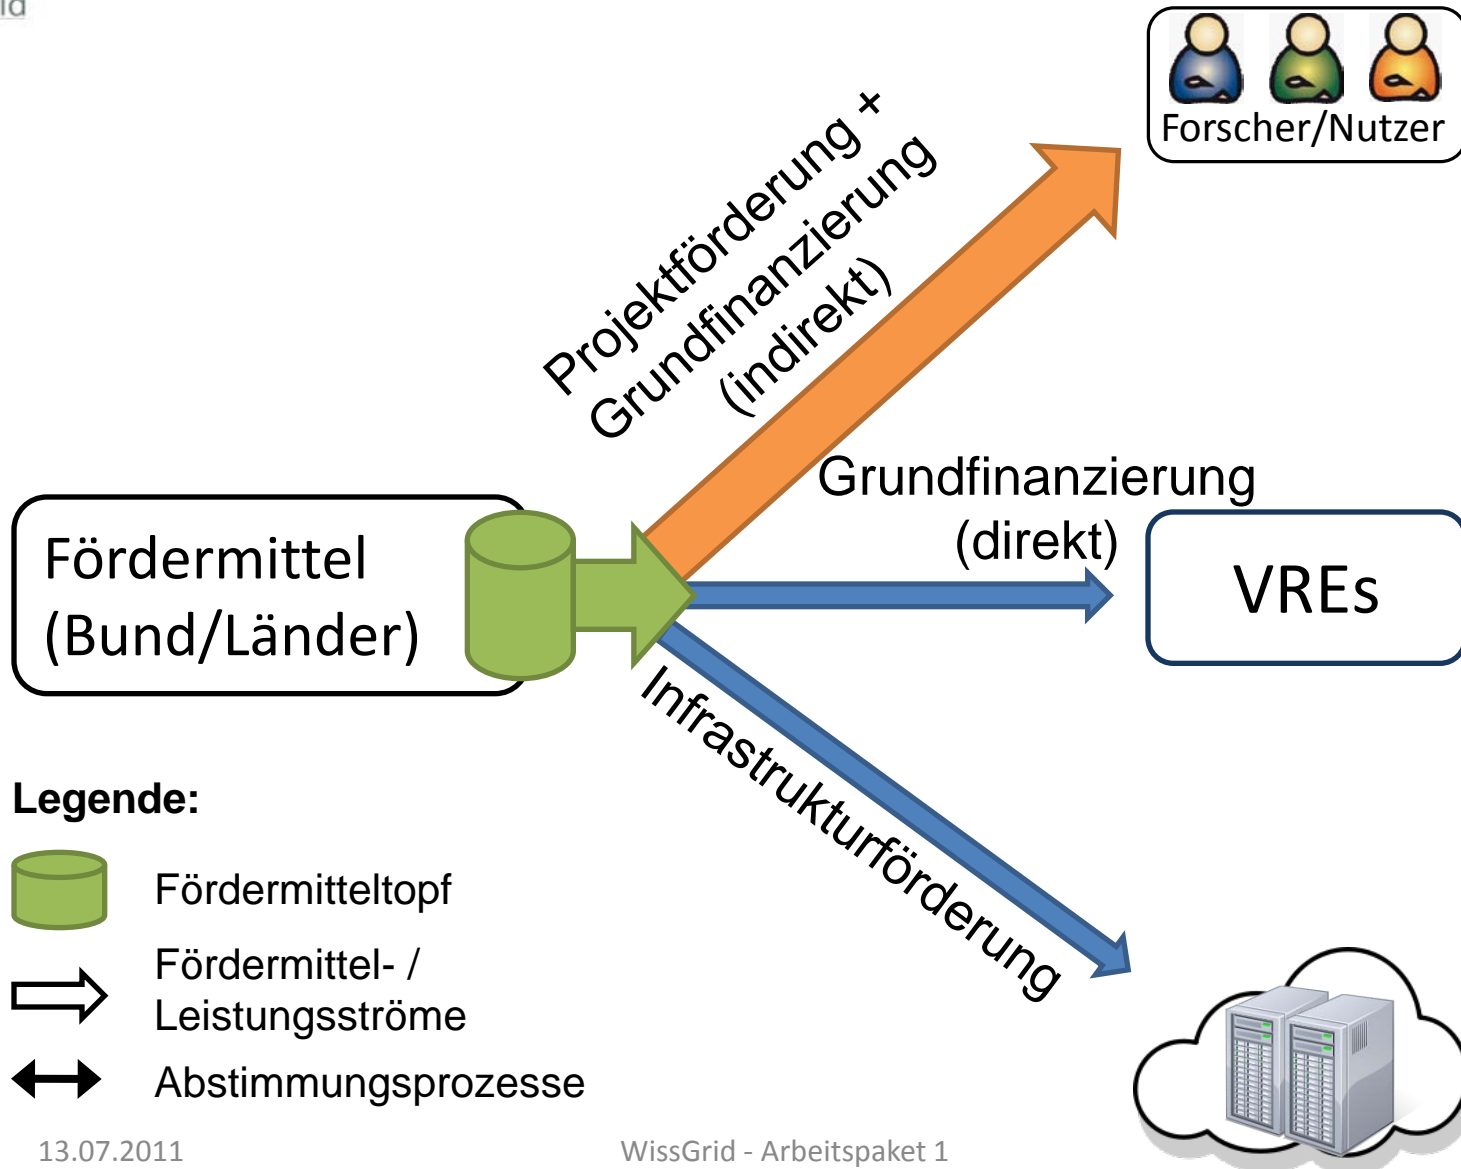 Forscher/Nutzer
Projektförderung +
Grundfinanzierung
(indirekt)
Grundfinanzierung
(direkt)
Fördermittel
(Bund/Länder)
VREs
Infrastrukturförderung
Legende:
Fördermitteltopf
Fördermittel- /
Leistungsströme
Abstimmungsprozesse
13.07.2011
WissGrid - Arbeitspaket 1